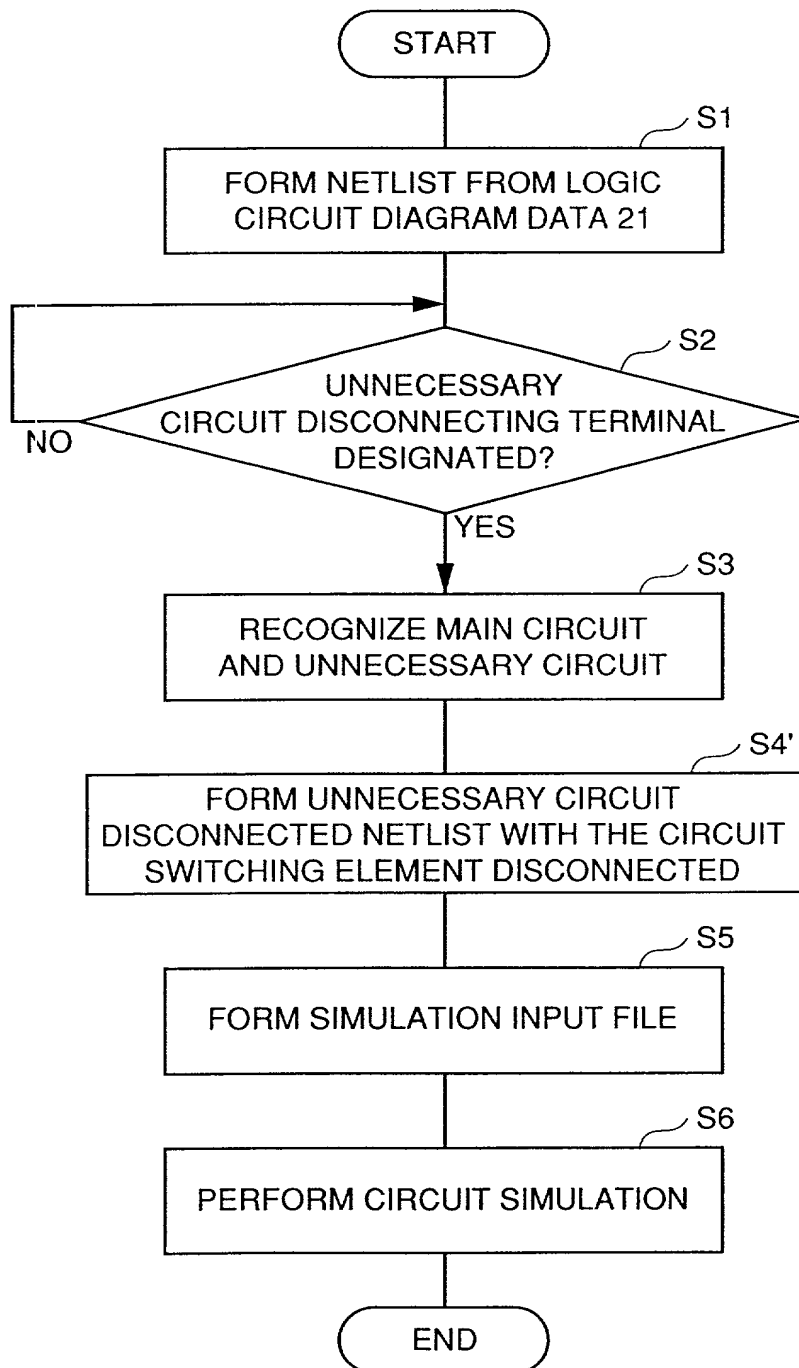 START
S1
FORM NETLIST FROM LOGIC
CIRCUIT DIAGRAM DATA 21
S2
UNNECESSARY
CIRCUIT DISCONNECTING TERMINAL
DESIGNATED?
NO
YES
S3
RECOGNIZE MAIN CIRCUIT
AND UNNECESSARY CIRCUIT
S4'
FORM UNNECESSARY CIRCUIT
DISCONNECTED NETLIST WITH THE CIRCUIT
SWITCHING ELEMENT DISCONNECTED
S5
FORM SIMULATION INPUT FILE
S6
PERFORM CIRCUIT SIMULATION
END